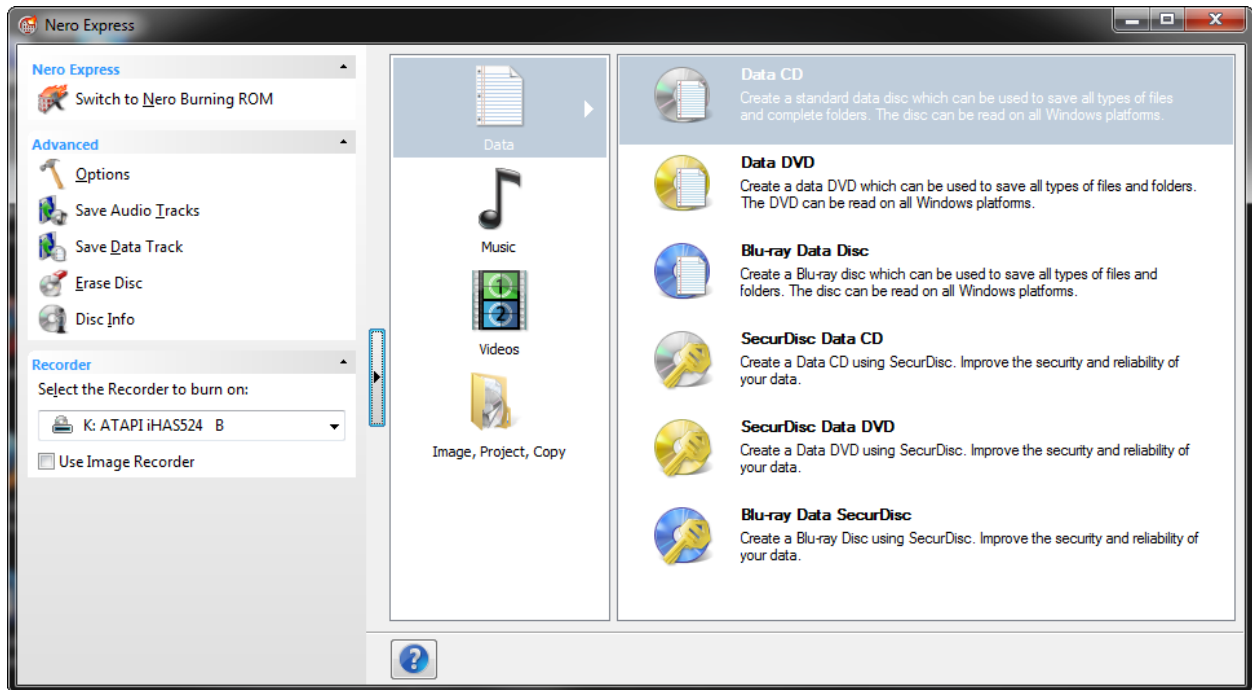 Nero Express
Nero Express
Switch to Nero Burning ROM
Advanced
Options
Save Audio Tracks
Save Data Track
Erase Disc
Disc Info
Recorder
Select the Recorder to burn on:
K: ATAPI iHAS524 B
Use Image Recorder
Data
Music
1
2
Videos
Image, Project, Copy
Data CD
Create a standard data disc which can be used to save all types of files
and complete folders. The disc can be read on all Windows platforms.
Data DVD
Create a data DVD which can be used to save all types of files and folders.
The DVD can be read on all Windows platforms.
Blu-ray Data Disc
Create a Blu-ray disc which can be used to save all types of files and
folders. The disc can be read on all Windows platforms.
SecurDisc Data CD
Create a Data CD using SecurDisc. Improve the security and reliability of
your data.
SecurDisc Data DVD
Create a Data DVD using SecurDisc. Improve the security and reliability of
your data.
Blu-ray Data SecurDisc
Create a Blu-ray Disc using SecurDisc. Improve the security and reliability of
your data.
?